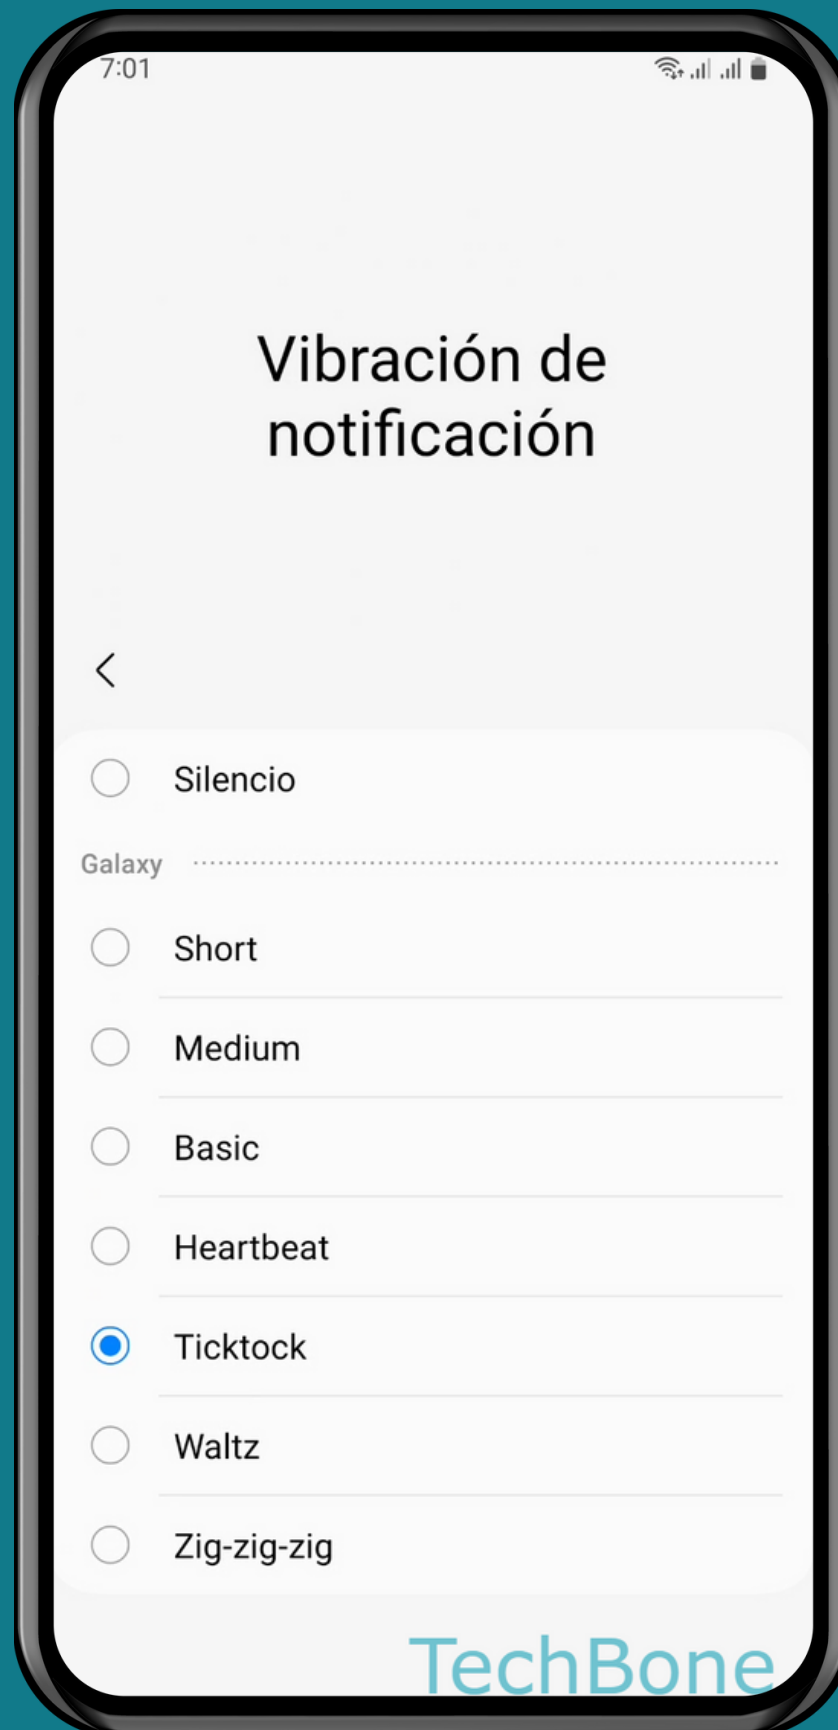 7:01
Vibración de
notificación
Silencio
Galaxy
Short
Medium
Basic
Heartbeat
Ticktock
Waltz
Zig-zig-zig
TechBone